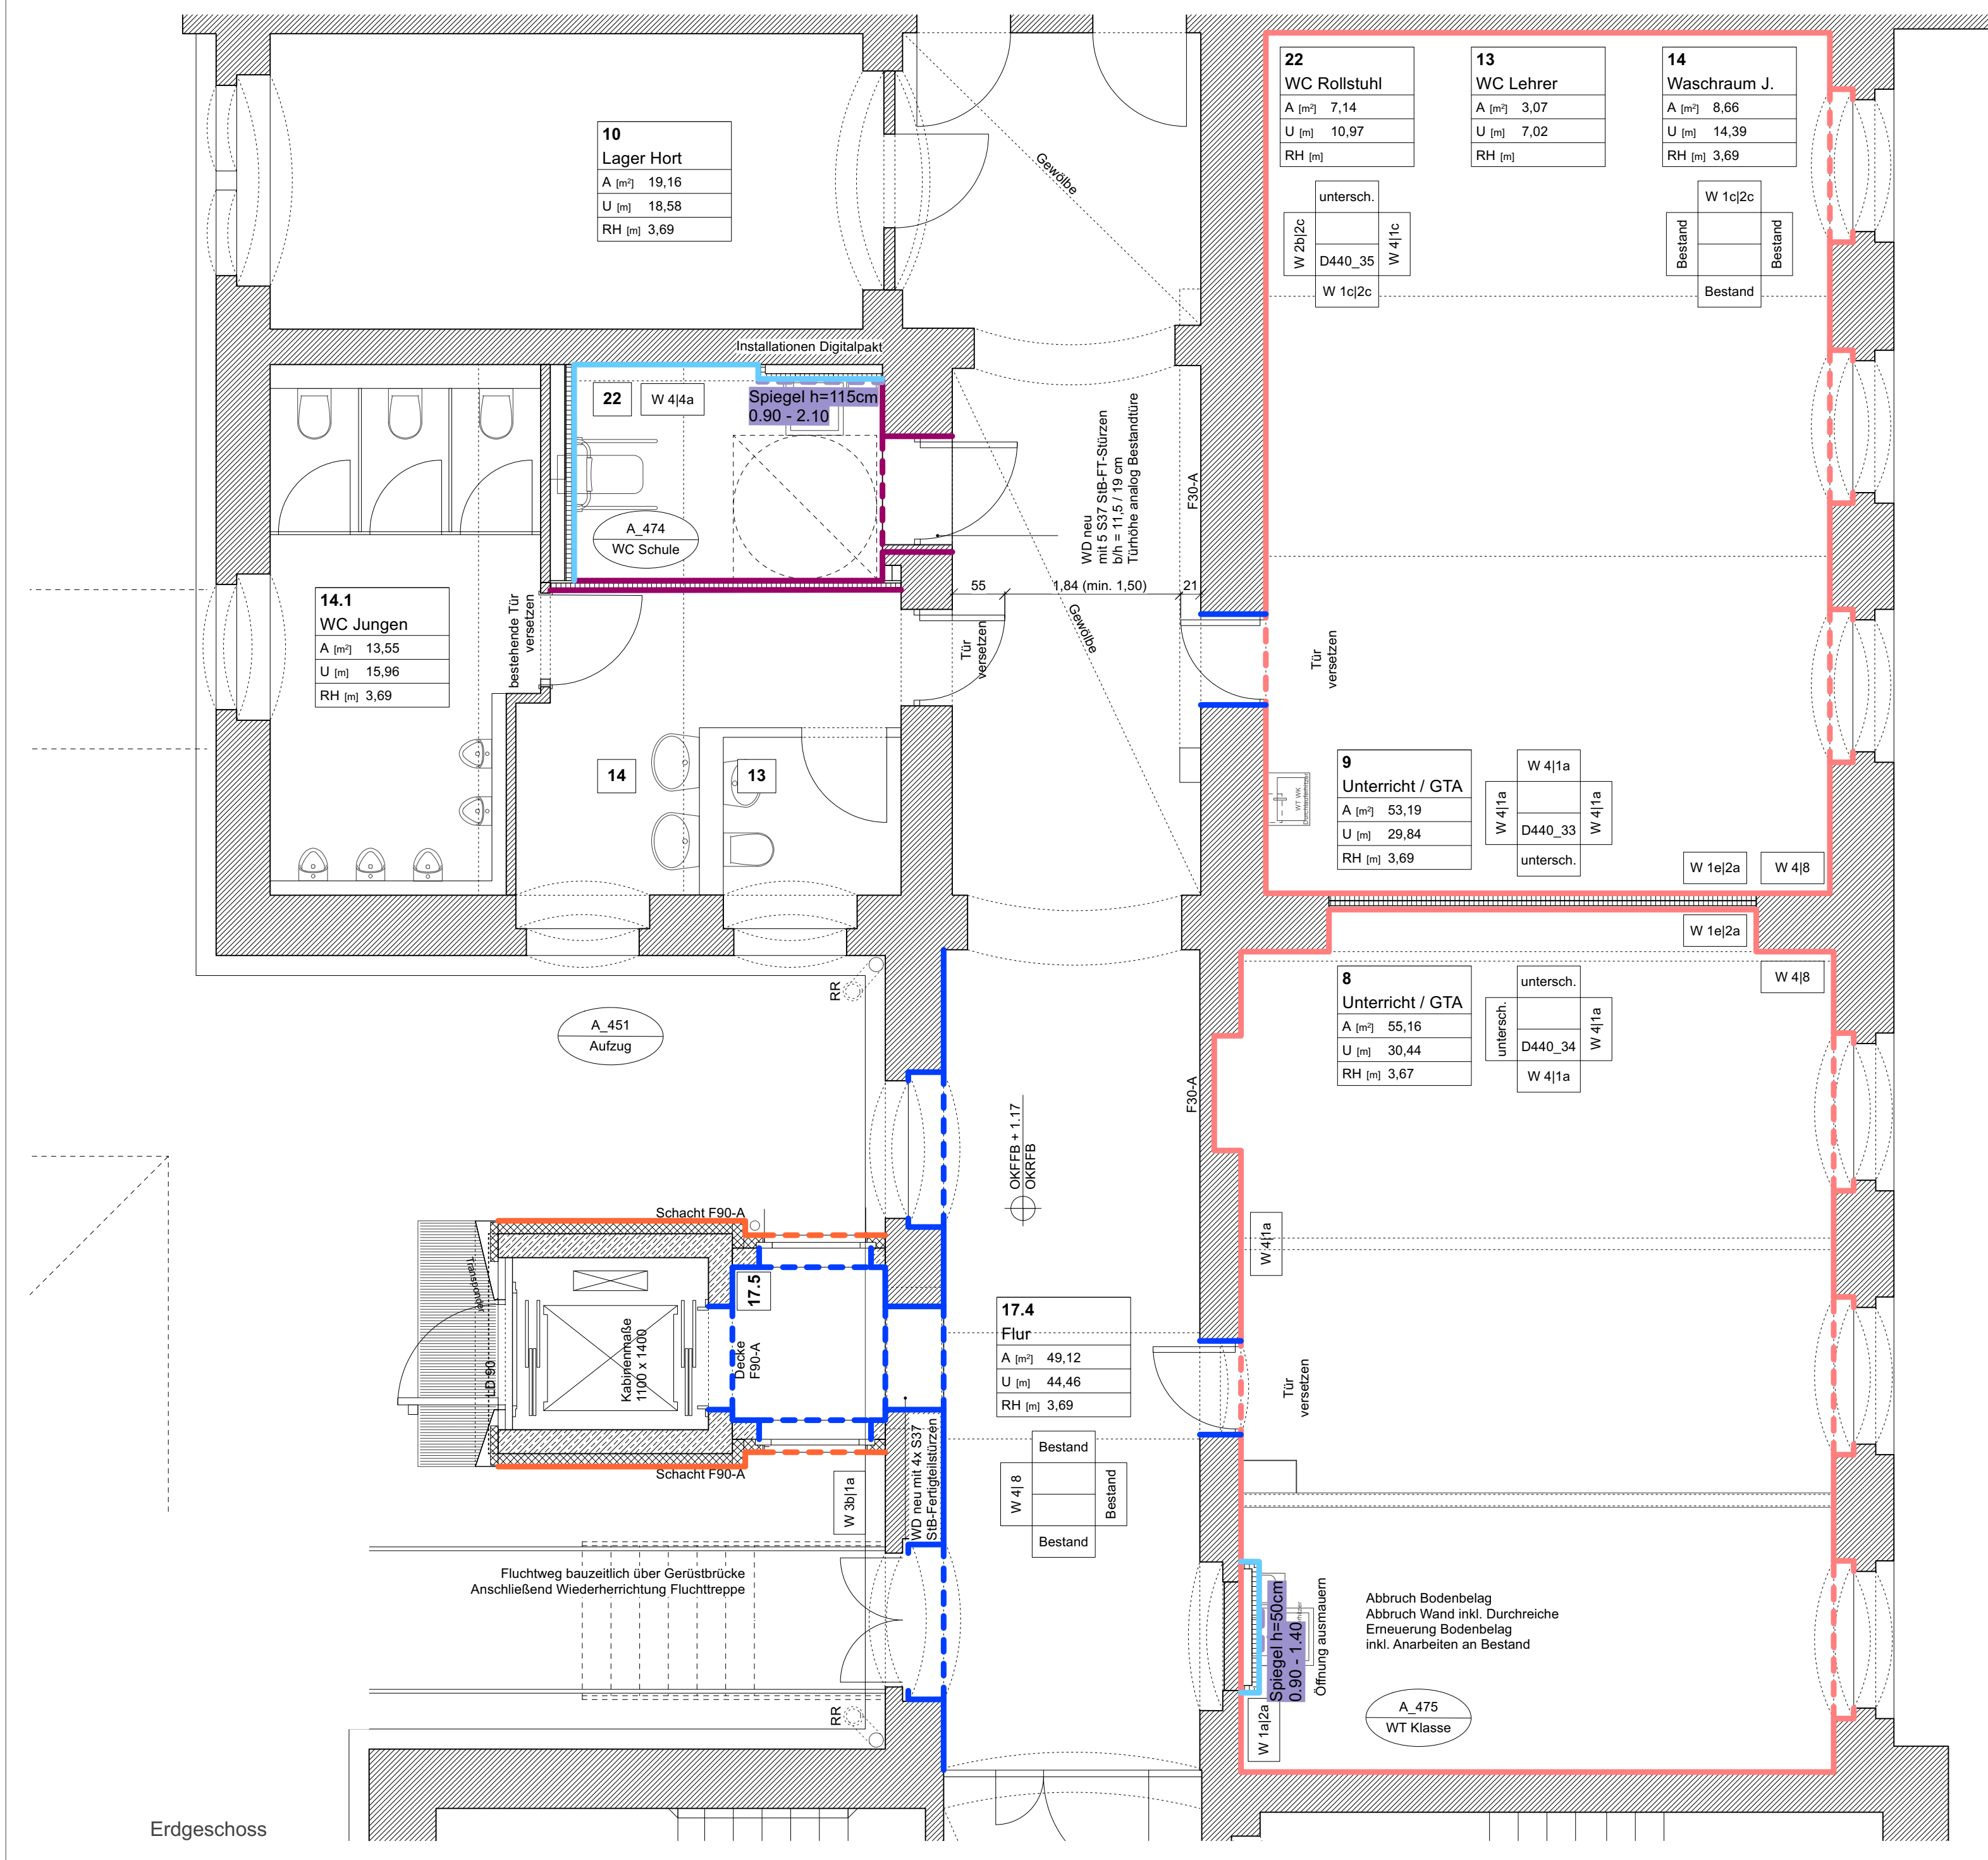 22
WC Rollstuhl
A [m²] 7,14
U [m] 10,97
RH [m]
13
WC Lehrer
A [m²] 3,07
U [m] 7,02
RH [m]
14
Waschraum J.
A [m²] 8,66
U [m] 14,39
RH [m] 3,69
untersch.
W 2b|2c
D440_35
W 4|1c
W 1c|2c
W 1c|2c
Bestand
Bestand
Bestand
10
Lager Hort
A [m²] 19,16
U [m] 18,58
RH [m] 3,69
Gewölbe
Installationen Digitalpakt
22
W 4|4a
Spiegel h=115cm
0.90 - 2.10
A_474
WC Schule
WD neu
mit 5 S37 StB-FT-Stürzen
b/h = 11,5 / 19 cm
Türhöhe analog Bestandtüre
F30-A
55
1,84 (min. 1,50)
21
Gewölbe
14.1
WC Jungen
A [m²] 13,55
U [m] 15,96
RH [m] 3,69
bestehende Tür
versetzen
Tür
versetzen
Tür
versetzen
14
13
WT WK
9
Unterricht / GTA
A [m²] 53,19
U [m] 29,84
RH [m] 3,69
W 4|1a
W 4|1a
D440_33
W 4|1a
untersch.
W 1e|2a
W 4|8
W 1e|2a
W 4|8
8
Unterricht / GTA
A [m²] 55,16
U [m] 30,44
RH [m] 3,67
untersch.
untersch.
D440_34
W 4|1a
W 4|1a
RR
A_451
Aufzug
F30-A
OKFFB + 1.17
OKRFB
W 4|1a
Schacht F90-A
Transponder
LD 90
Kabinenmaße
1100 x 1400
17.5
Decke
F90-A
Schacht F90-A
17.4
Flur
A [m²] 49,12
U [m] 44,46
RH [m] 3,69
Tür
versetzen
Bestand
W 4| 8
Bestand
Bestand
W 3b|1a
WD neu mit 4x S37
StB-Fertigteilstürzen
Fluchtweg bauzeitlich über Gerüstbrücke
Anschließend Wiederherrichtung Fluchttreppe
Spiegel h=50cm
0.90 - 1.40
Öffnung ausmauern
Abbruch Bodenbelag
Abbruch Wand inkl. Durchreiche
Erneuerung Bodenbelag
inkl. Anarbeiten an Bestand
RR
W 1a|2a
A_475
WT Klasse
Erdgeschoss